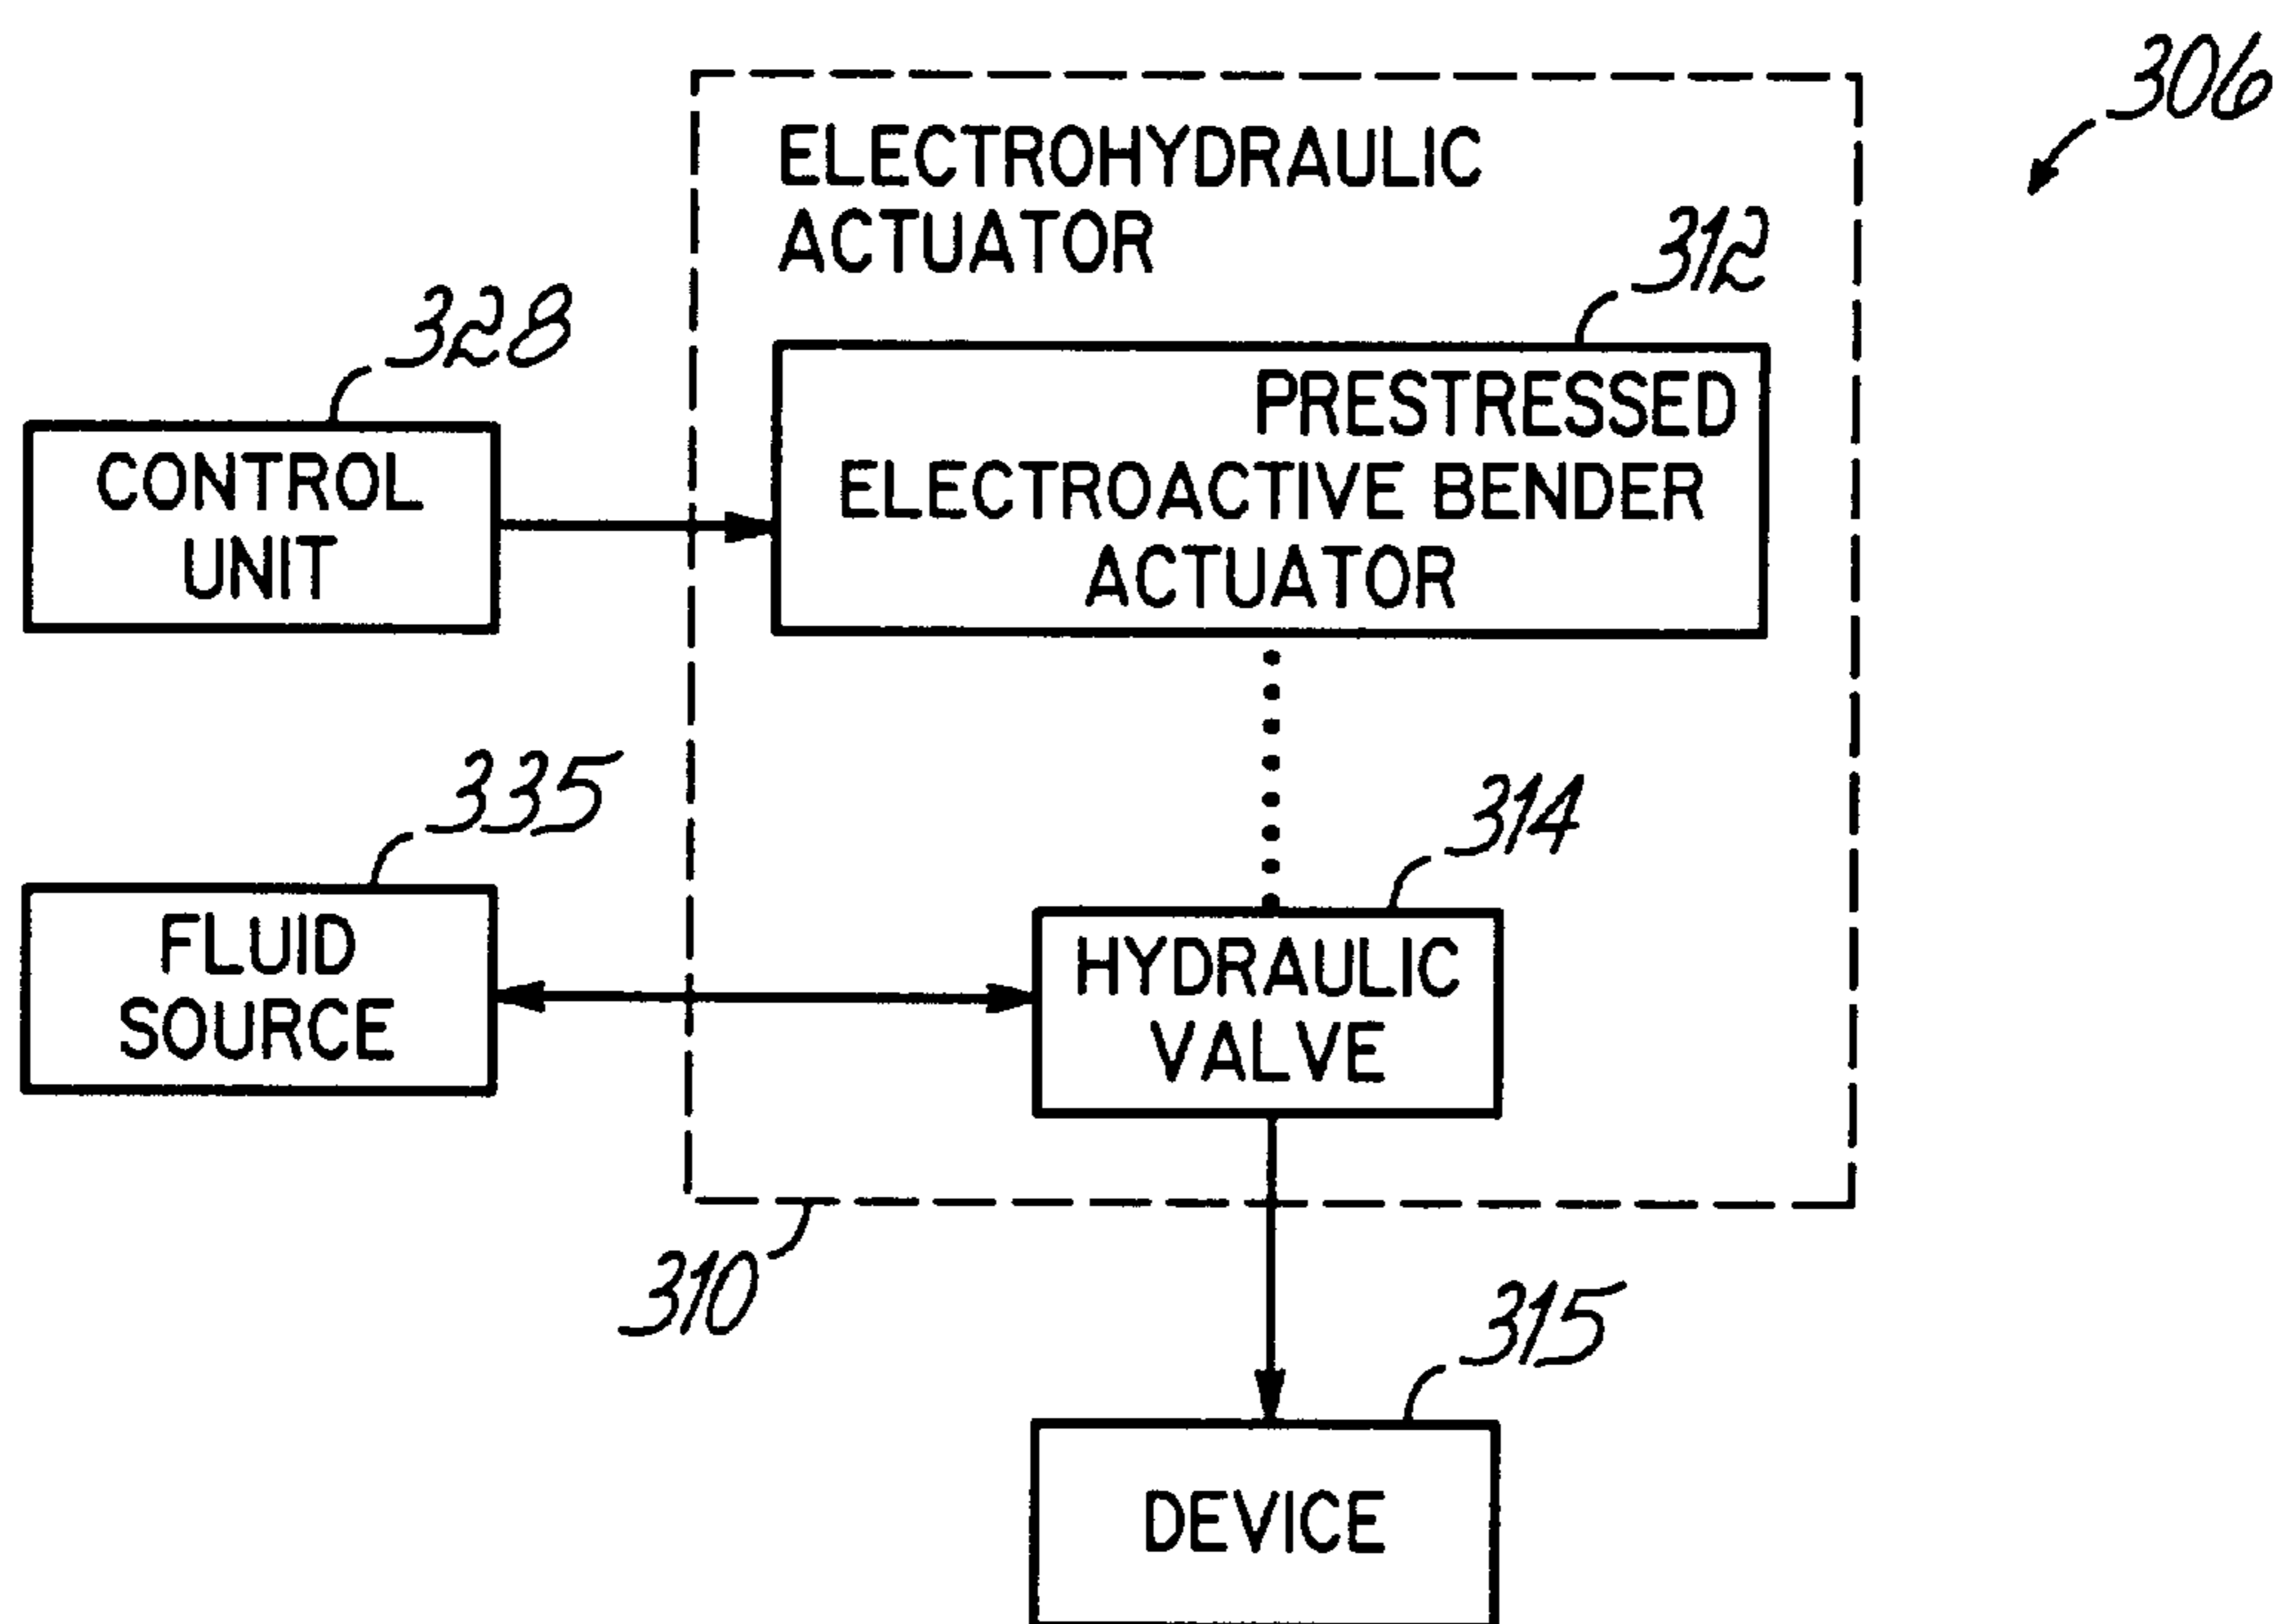 306
ELECTROHYDRAULIC
ACTUATOR
312
328
PRESTRESSED
ELECTROACTIVE BENDER
ACTUATOR
CONTROL
UNIT
335
314
FLUID
SOURCE
HYDRAULIC
VALVE
310
315
DEVICE